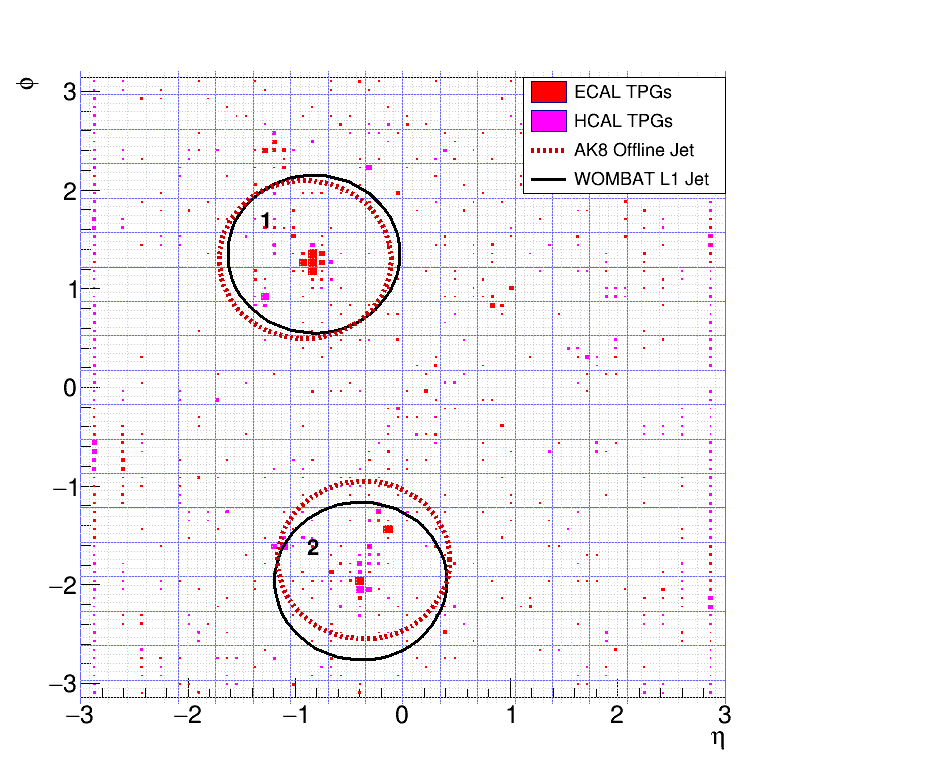 φ
3
2
1
0
−1
−2
−3
ECAL TPGs
HCAL TPGs
AK8 Offline Jet
WOMBAT L1 Jet
1
2
−3 −2 −1 0 1 2 3
η